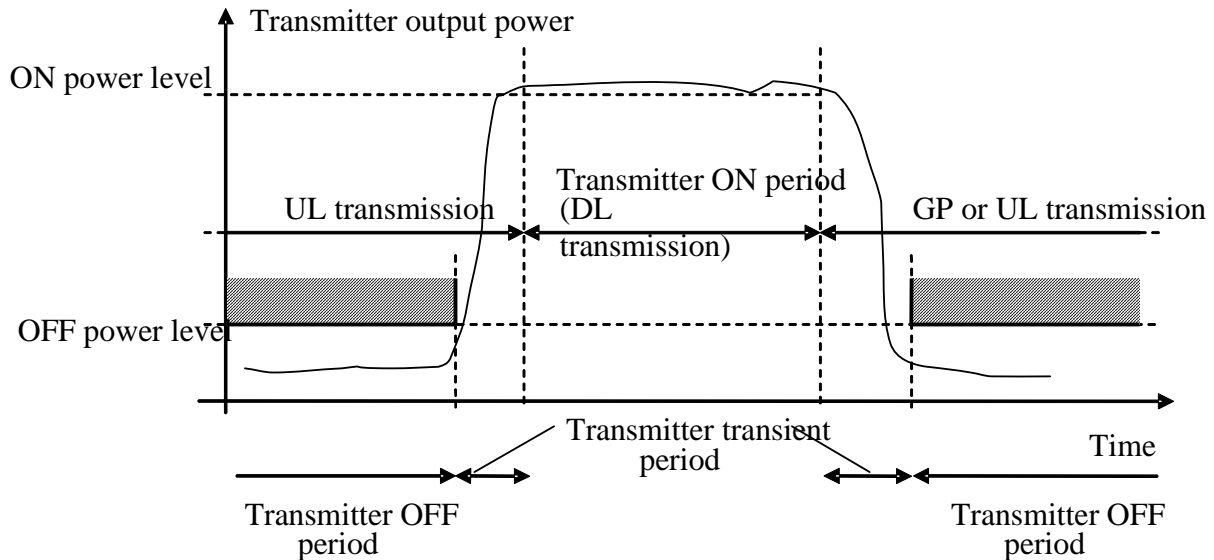 Transmitter output power
ON power level
Transmitter ON period
UL transmission
(DL
GP or UL transmission
transmission)
OFF power level
Transmitter transient
period
Time
Transmitter OFF
period
Transmitter OFF
period